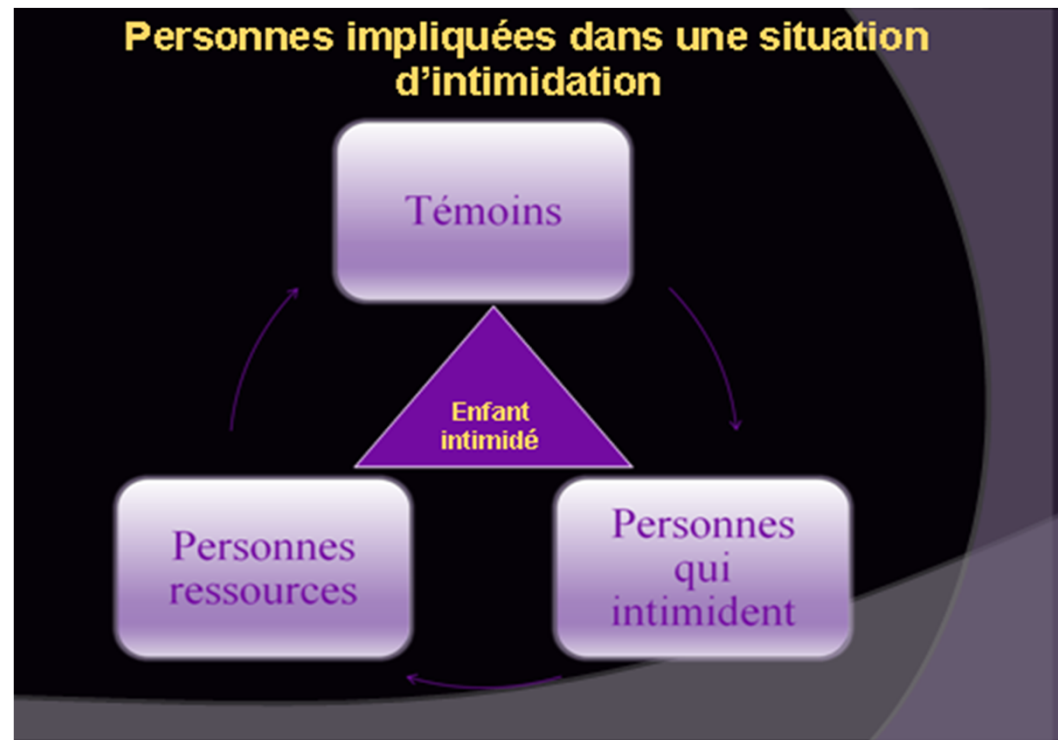 Personnes impliquées dans une situation
d'intimidation
Témoins
Enfant
intimidé
Personnes
ressources
Personnes
qui
intimident